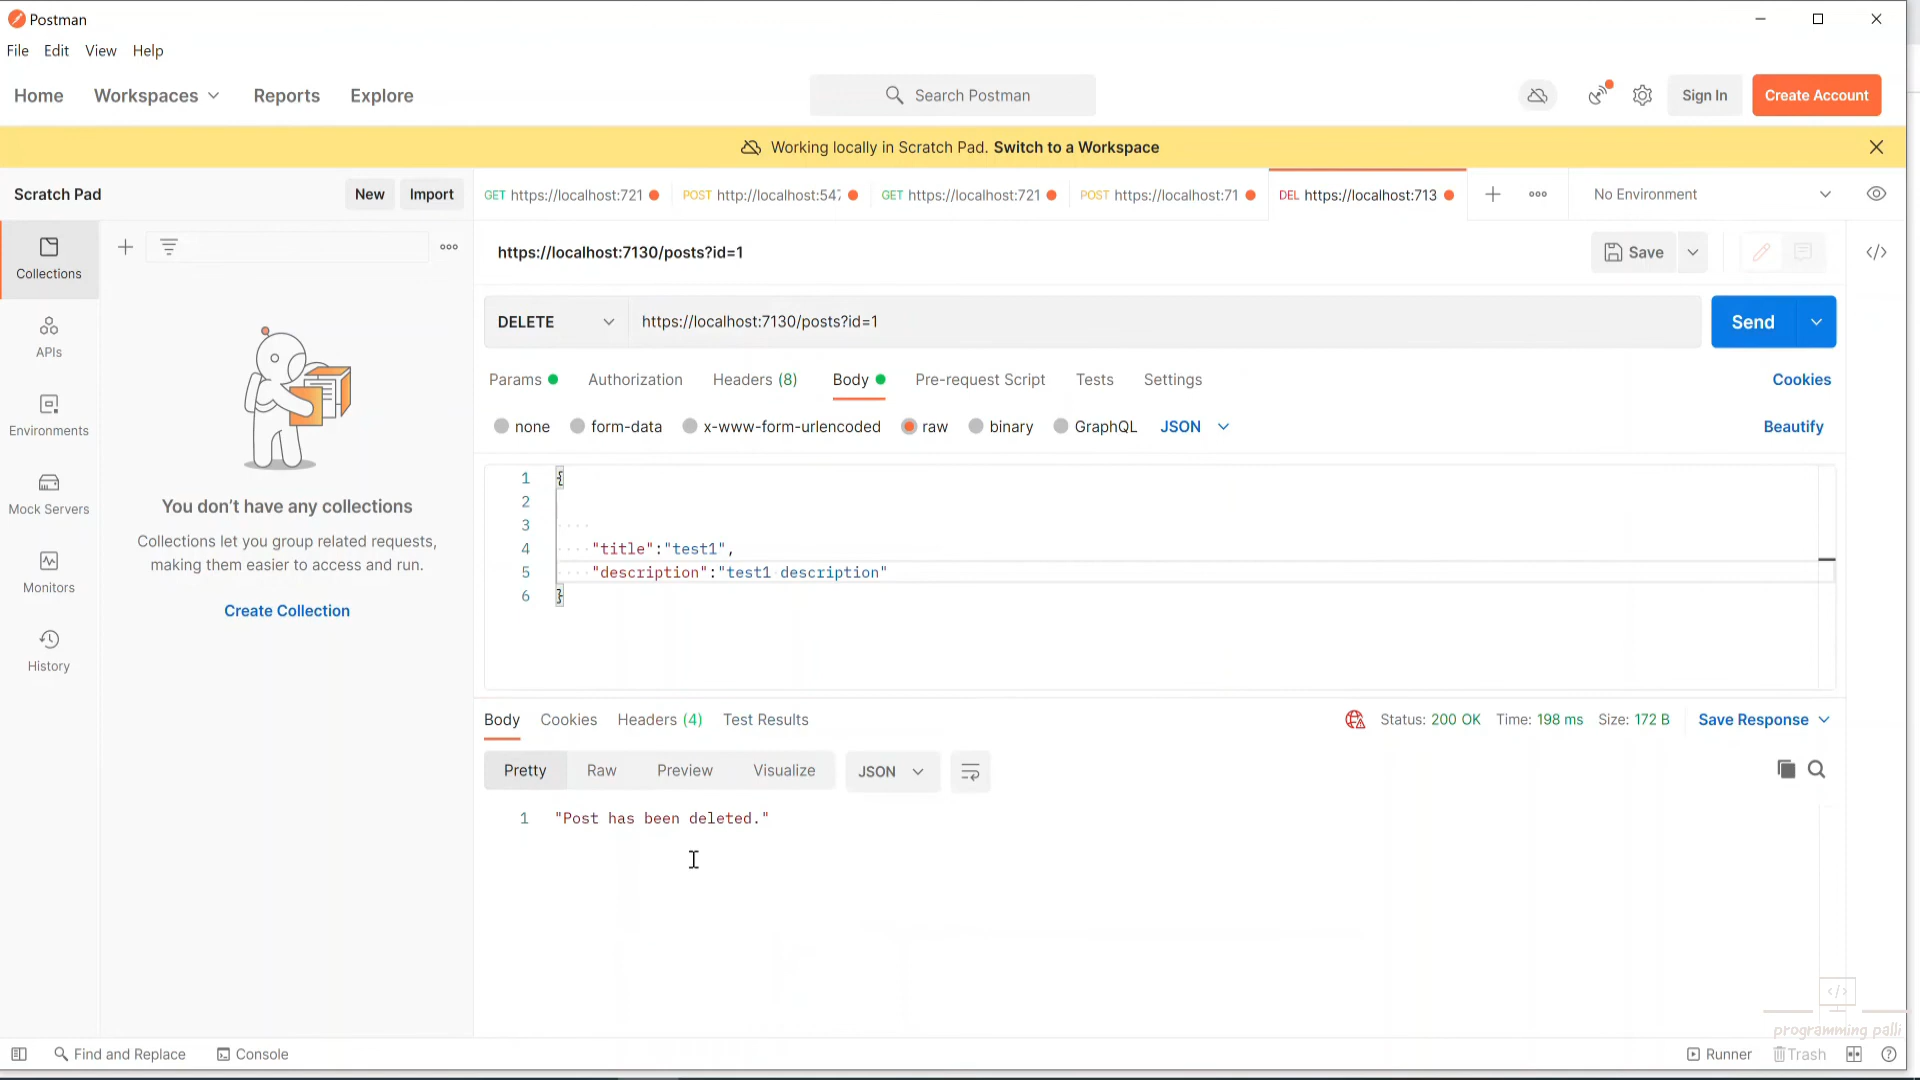 Postman
File Edit View Help
Home Workspaces Reports Explore Search Postman Sign In Create Account
Working locally in Scratch Pad. Switch to a Workspace
Scratch Pad New Import GET https://localhost:721 POST http://localhost:547 GET https://localhost:721 POST https://localhost:71 DEL https://localhost:713 No Environment
Collections
APIs
Environments
Mock Servers
Monitors
History
You don't have any collections
Collections let you group related requests,
making them easier to access and run.
Create Collection
https://localhost:7130/posts?id=1 Save
DELETE https://localhost:7130/posts?id=1 Send
Params Authorization Headers (8) Body Pre-request Script Tests Settings Cookies
none form-data x-www-form-urlencoded raw binary GraphQL JSON Beautify
1 {
2
3
4 "title":"test1",
5 "description":"test1 description"
6 }
Body Cookies Headers (4) Test Results Status: 200 OK Time: 198 ms Size: 172 B Save Response
Pretty Raw Preview Visualize JSON
1 "Post has been deleted."
programming palli
Find and Replace Console Runner Trash